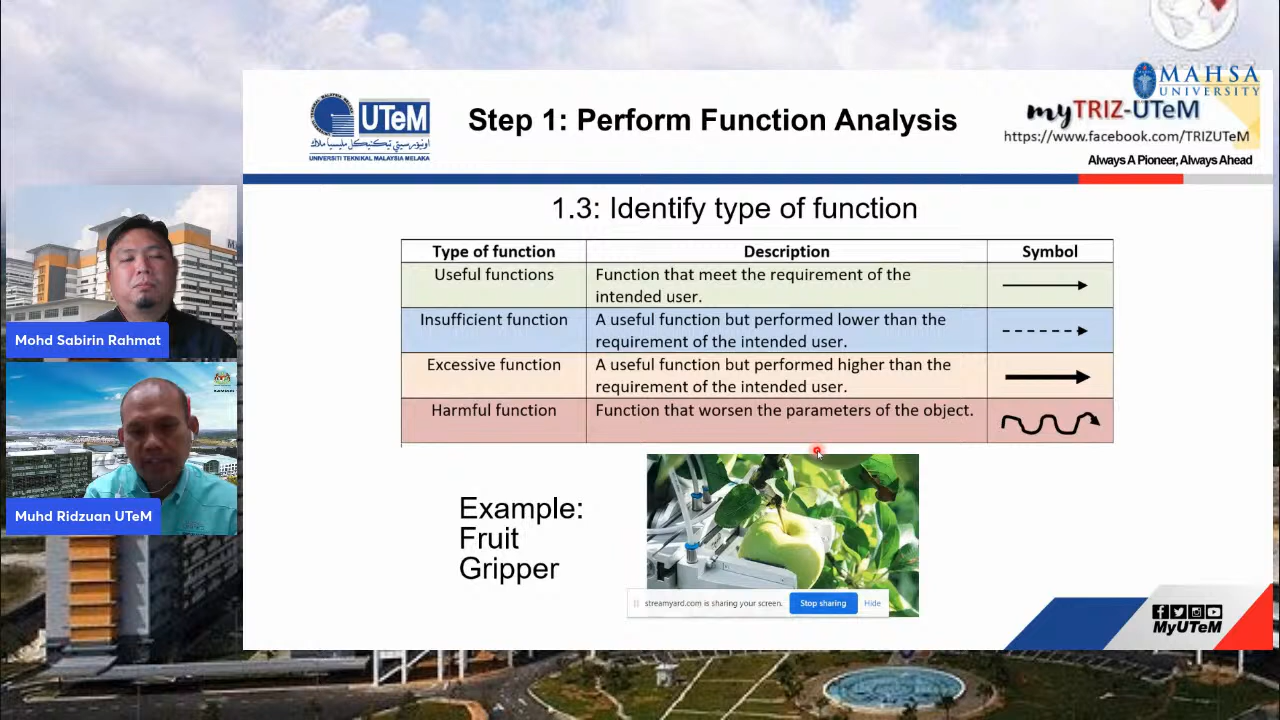 MAHSA
UNIVERSITY
UTeM
اونيۏرسيتي تيكنيكل مليسيا ملاك
UNIVERSITI TEKNIKAL MALAYSIA MELAKA
Step 1: Perform Function Analysis
myTRIZ-UTeM
https://www.facebook.com/TRIZUTeM
Always A Pioneer, Always Ahead
1.3: Identify type of function
Type of function Description Symbol
Useful functions Function that meet the requirement of the
intended user.
Insufficient function A useful function but performed lower than the
requirement of the intended user.
Excessive function A useful function but performed higher than the
requirement of the intended user.
Harmful function Function that worsen the parameters of the object.
Example:
Fruit
Gripper
streamyard.com is sharing your screen. Stop sharing Hide
MyUTeM
Mohd Sabirin Rahmat
Muhd Ridzuan UTeM